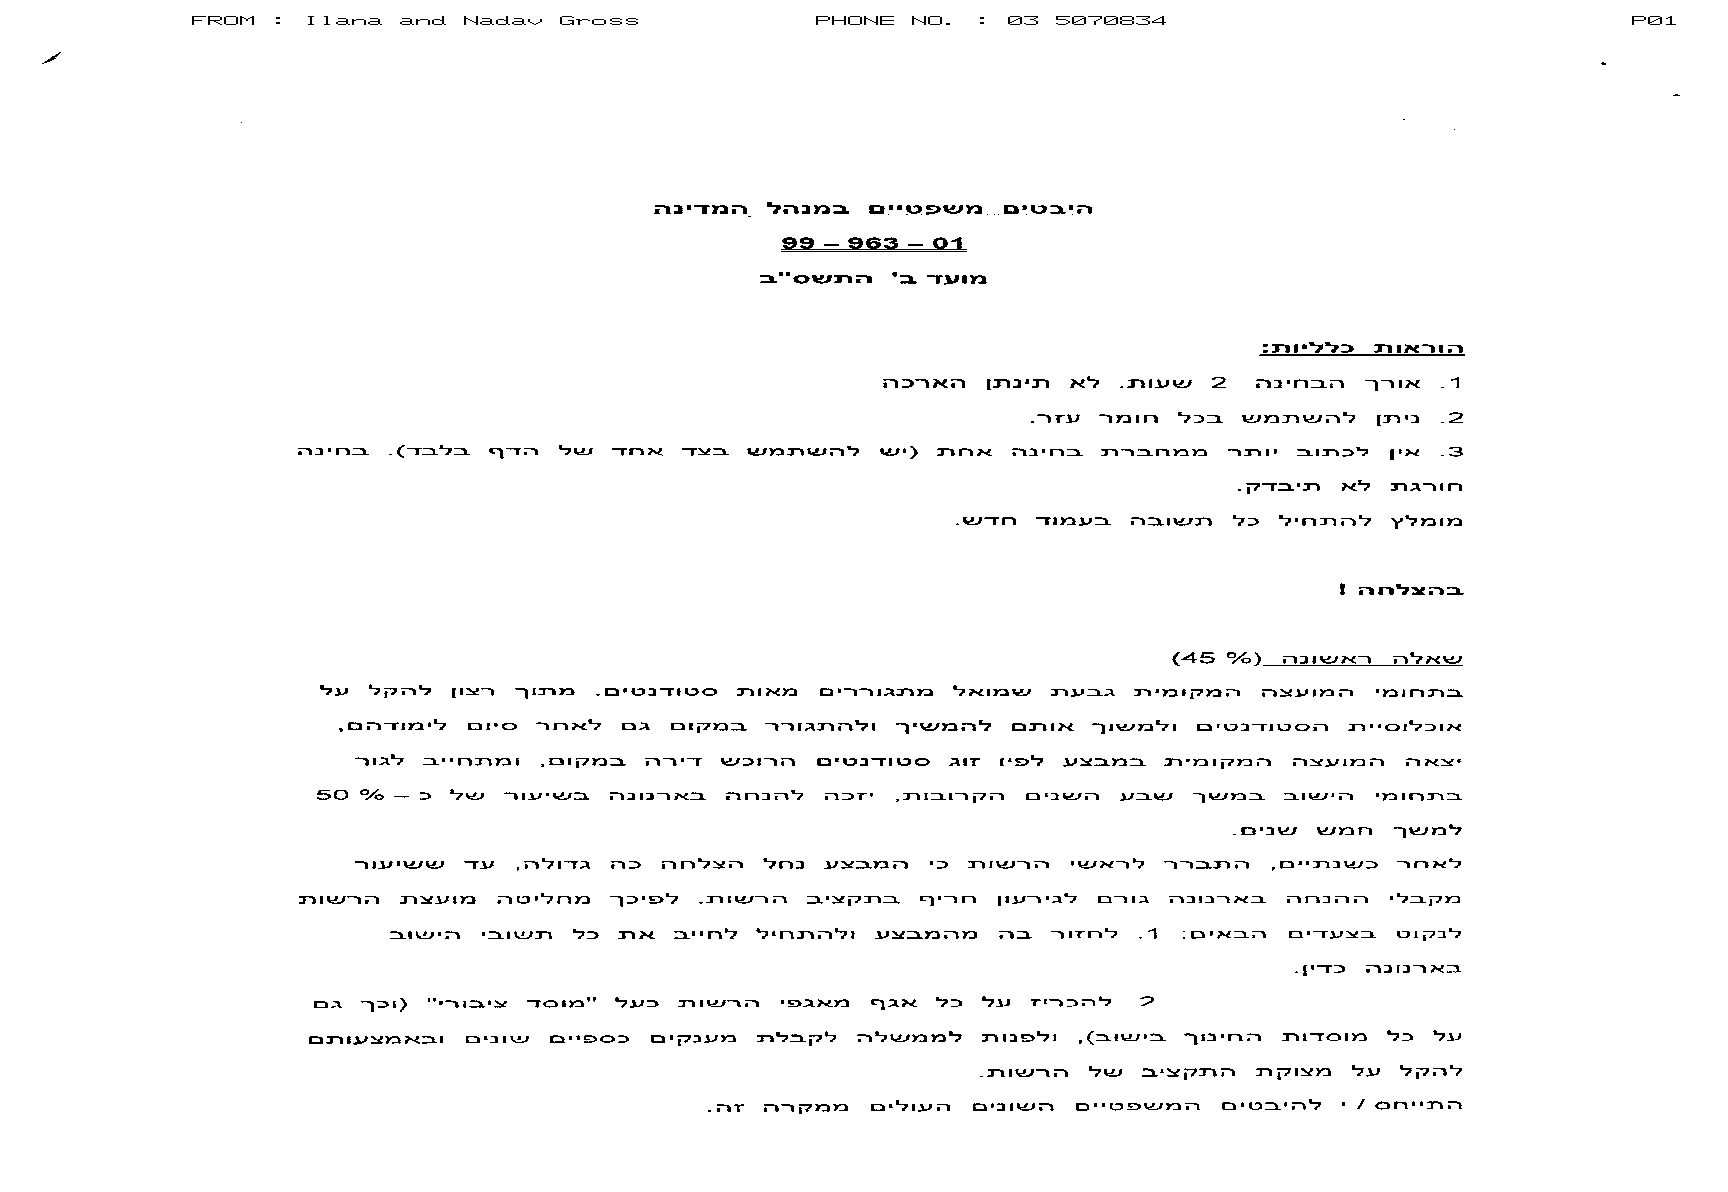 FROM : Ilana and Nadav Gross PHONE NO. : 03 5070834 P01
היבטים משפטיים במנהל המדינה
99 – 963 – 01
מועד ב' התשס"ב
הוראות כלליות:
1. אורך הבחינה 2 שעות. לא תינתן הארכה
2. ניתן להשתמש בכל חומר עזר.
3. אין לכתוב יותר ממחברת בחינה אחת (יש להשתמש בצד אחד של הדף בלבד). בחינה
חורגת לא תיבדק.
מומלץ להתחיל כל תשובה בעמוד חדש.
בהצלחה !
שאלה ראשונה (45 %)
בתחומי המועצה המקומית גבעת שמואל מתגוררים מאות סטודנטים. מתוך רצון להקל על
אוכלוסיית הסטודנטים ולמשוך אותם להמשיך ולהתגורר במקום גם לאחר סיום לימודהם,
יצאה המועצה המקומית במבצע לפיו זוג סטודנטים הרוכש דירה במקום, ומתחייב לגור
בתחומי הישוב במשך שבע השנים הקרובות, יזכה להנחה בארנונה בשיעור של כ – 50 %
למשך חמש שנים.
לאחר כשנתיים, התברר לראשי הרשות כי המבצע נחל הצלחה כה גדולה, עד ששיעור
מקבלי ההנחה בארנונה גורם לגירעון חריף בתקציב הרשות. לפיכך מחליטה מועצת הרשות
לנקוט בצעדים הבאים: 1. לחזור בה מהמבצע ולהתחיל לחייב את כל תשובי הישוב
בארנונה כדין.
2 להכריז על כל אגף מאגפי הרשות כעל "מוסד ציבורי" (וכך גם
על כל מוסדות החינוך בישוב), ולפנות לממשלה לקבלת מענקים כספיים שונים ובאמצעותם
להקל על מצוקת התקציב של הרשות.
התייחס / י להיבטים המשפטיים השונים העולים ממקרה זה.